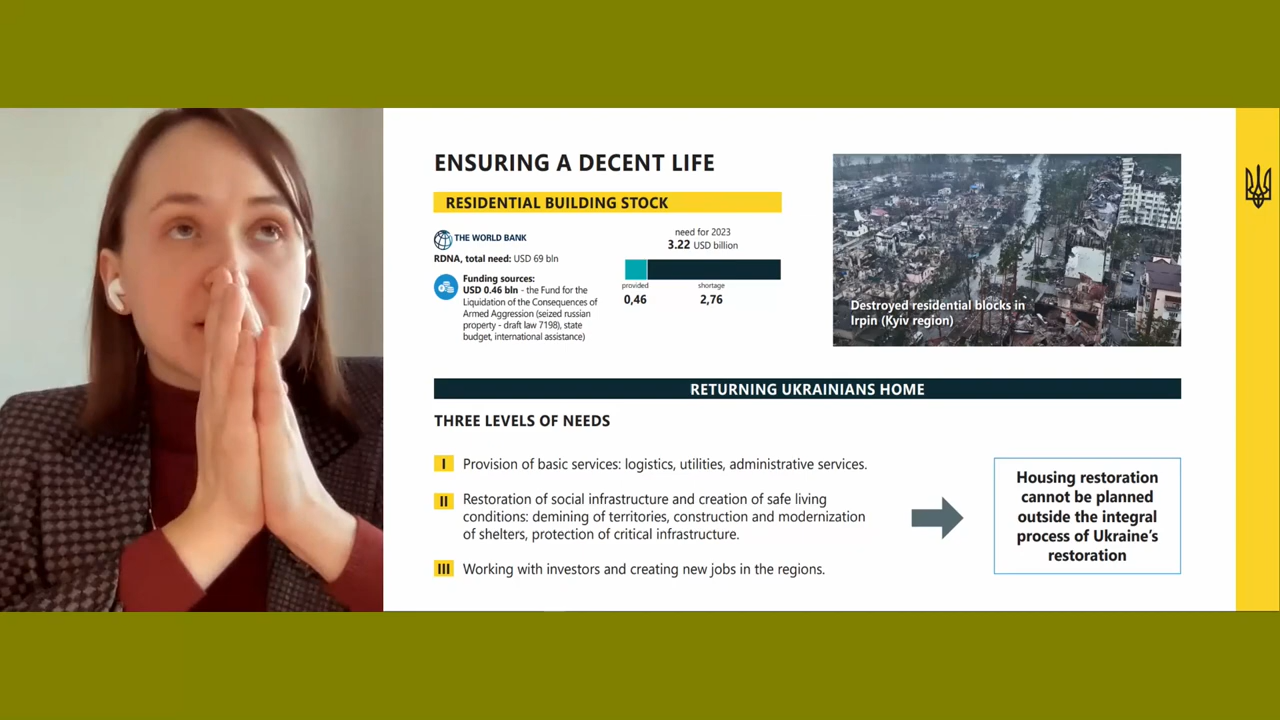 ENSURING A DECENT LIFE
RESIDENTIAL BUILDING STOCK
THE WORLD BANK
RDNA, total need: USD 69 bln
Funding sources:
USD 0.46 bln - the Fund for the
Liquidation of the Consequences of
Armed Aggression (seized russian
property - draft law 7198), state
budget, international assistance)
need for 2023
3.22 USD billion
provided
shortage
0,46
2,76
Destroyed residential blocks in
Irpin (Kyiv region)
RETURNING UKRAINIANS HOME
THREE LEVELS OF NEEDS
I Provision of basic services: logistics, utilities, administrative services.
II Restoration of social infrastructure and creation of safe living
conditions: demining of territories, construction and modernization
of shelters, protection of critical infrastructure.
III Working with investors and creating new jobs in the regions.
Housing restoration
cannot be planned
outside the integral
process of Ukraine's
restoration